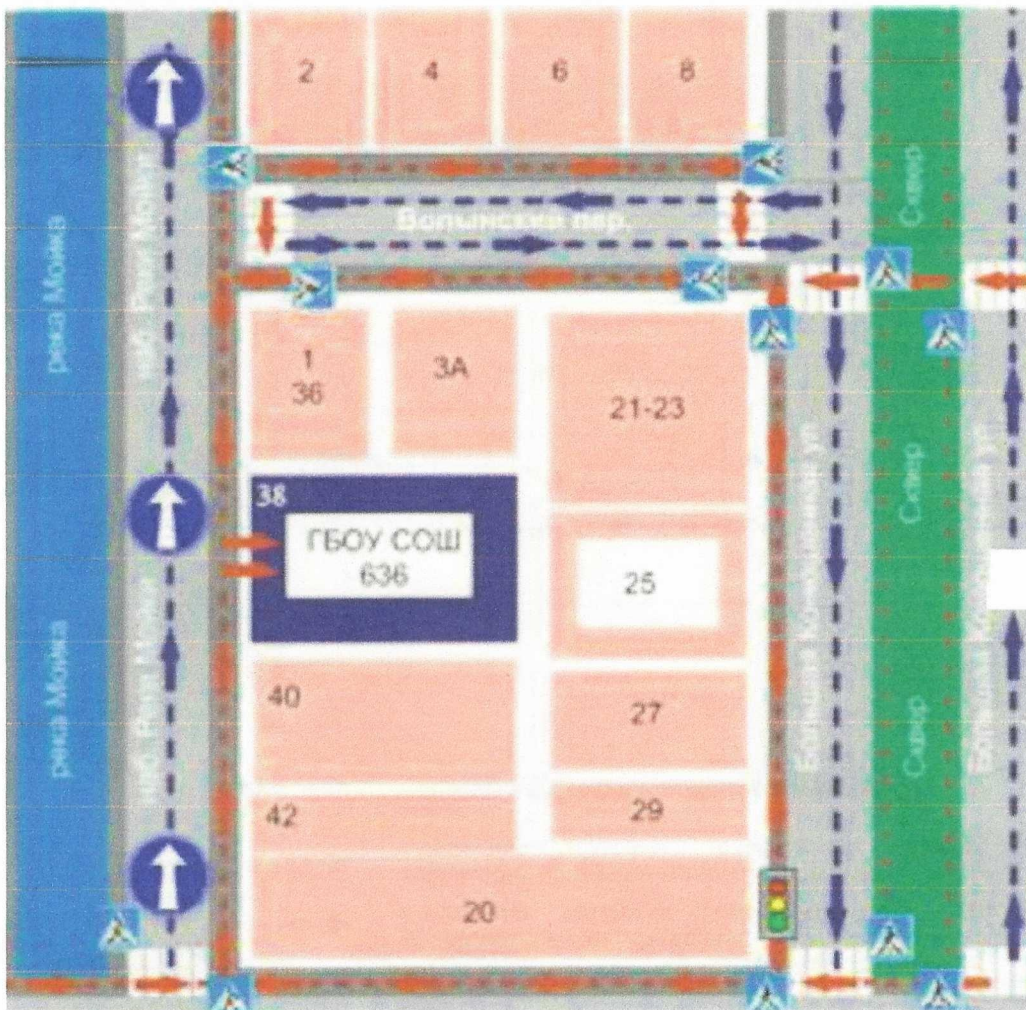 2
4
6
8
река Мойка
наб. Реки Мойки
Волынский пер.
Сквер
1
36
3А
21-23
38
ГБОУ СОШ
636
25
Большая Конюшенная ул
Сквер
Большая Конюшенная ул
река Мойка
наб. Реки Мойки
40
27
Сквер
42
29
20